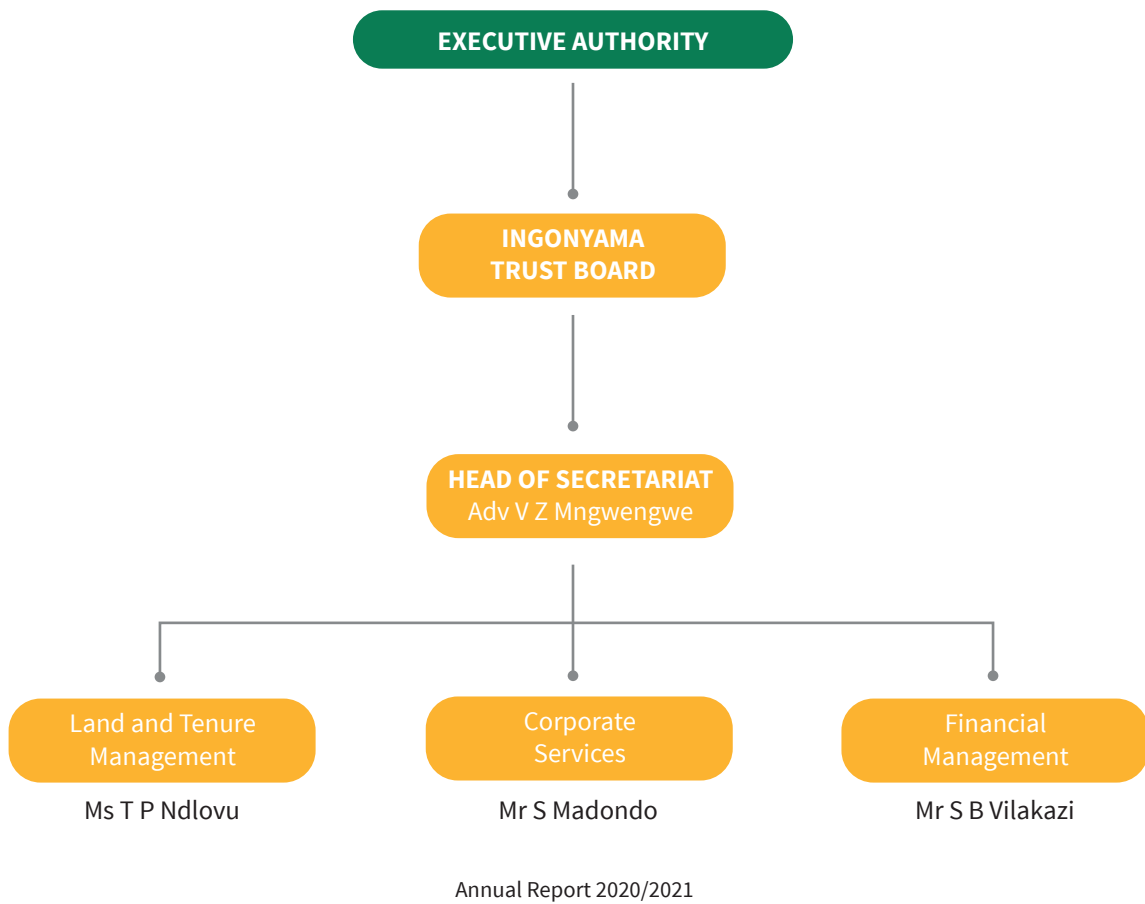 EXECUTIVE AUTHORITY
INGONYAMA
TRUST BOARD
HEAD OF SECRETARIAT
Adv V Z Mngwengwe
Land and Tenure
Management
Corporate
Services
Financial
Management
Ms T P Ndlovu
Mr S Madondo
Mr S B Vilakazi
Annual Report 2020/2021